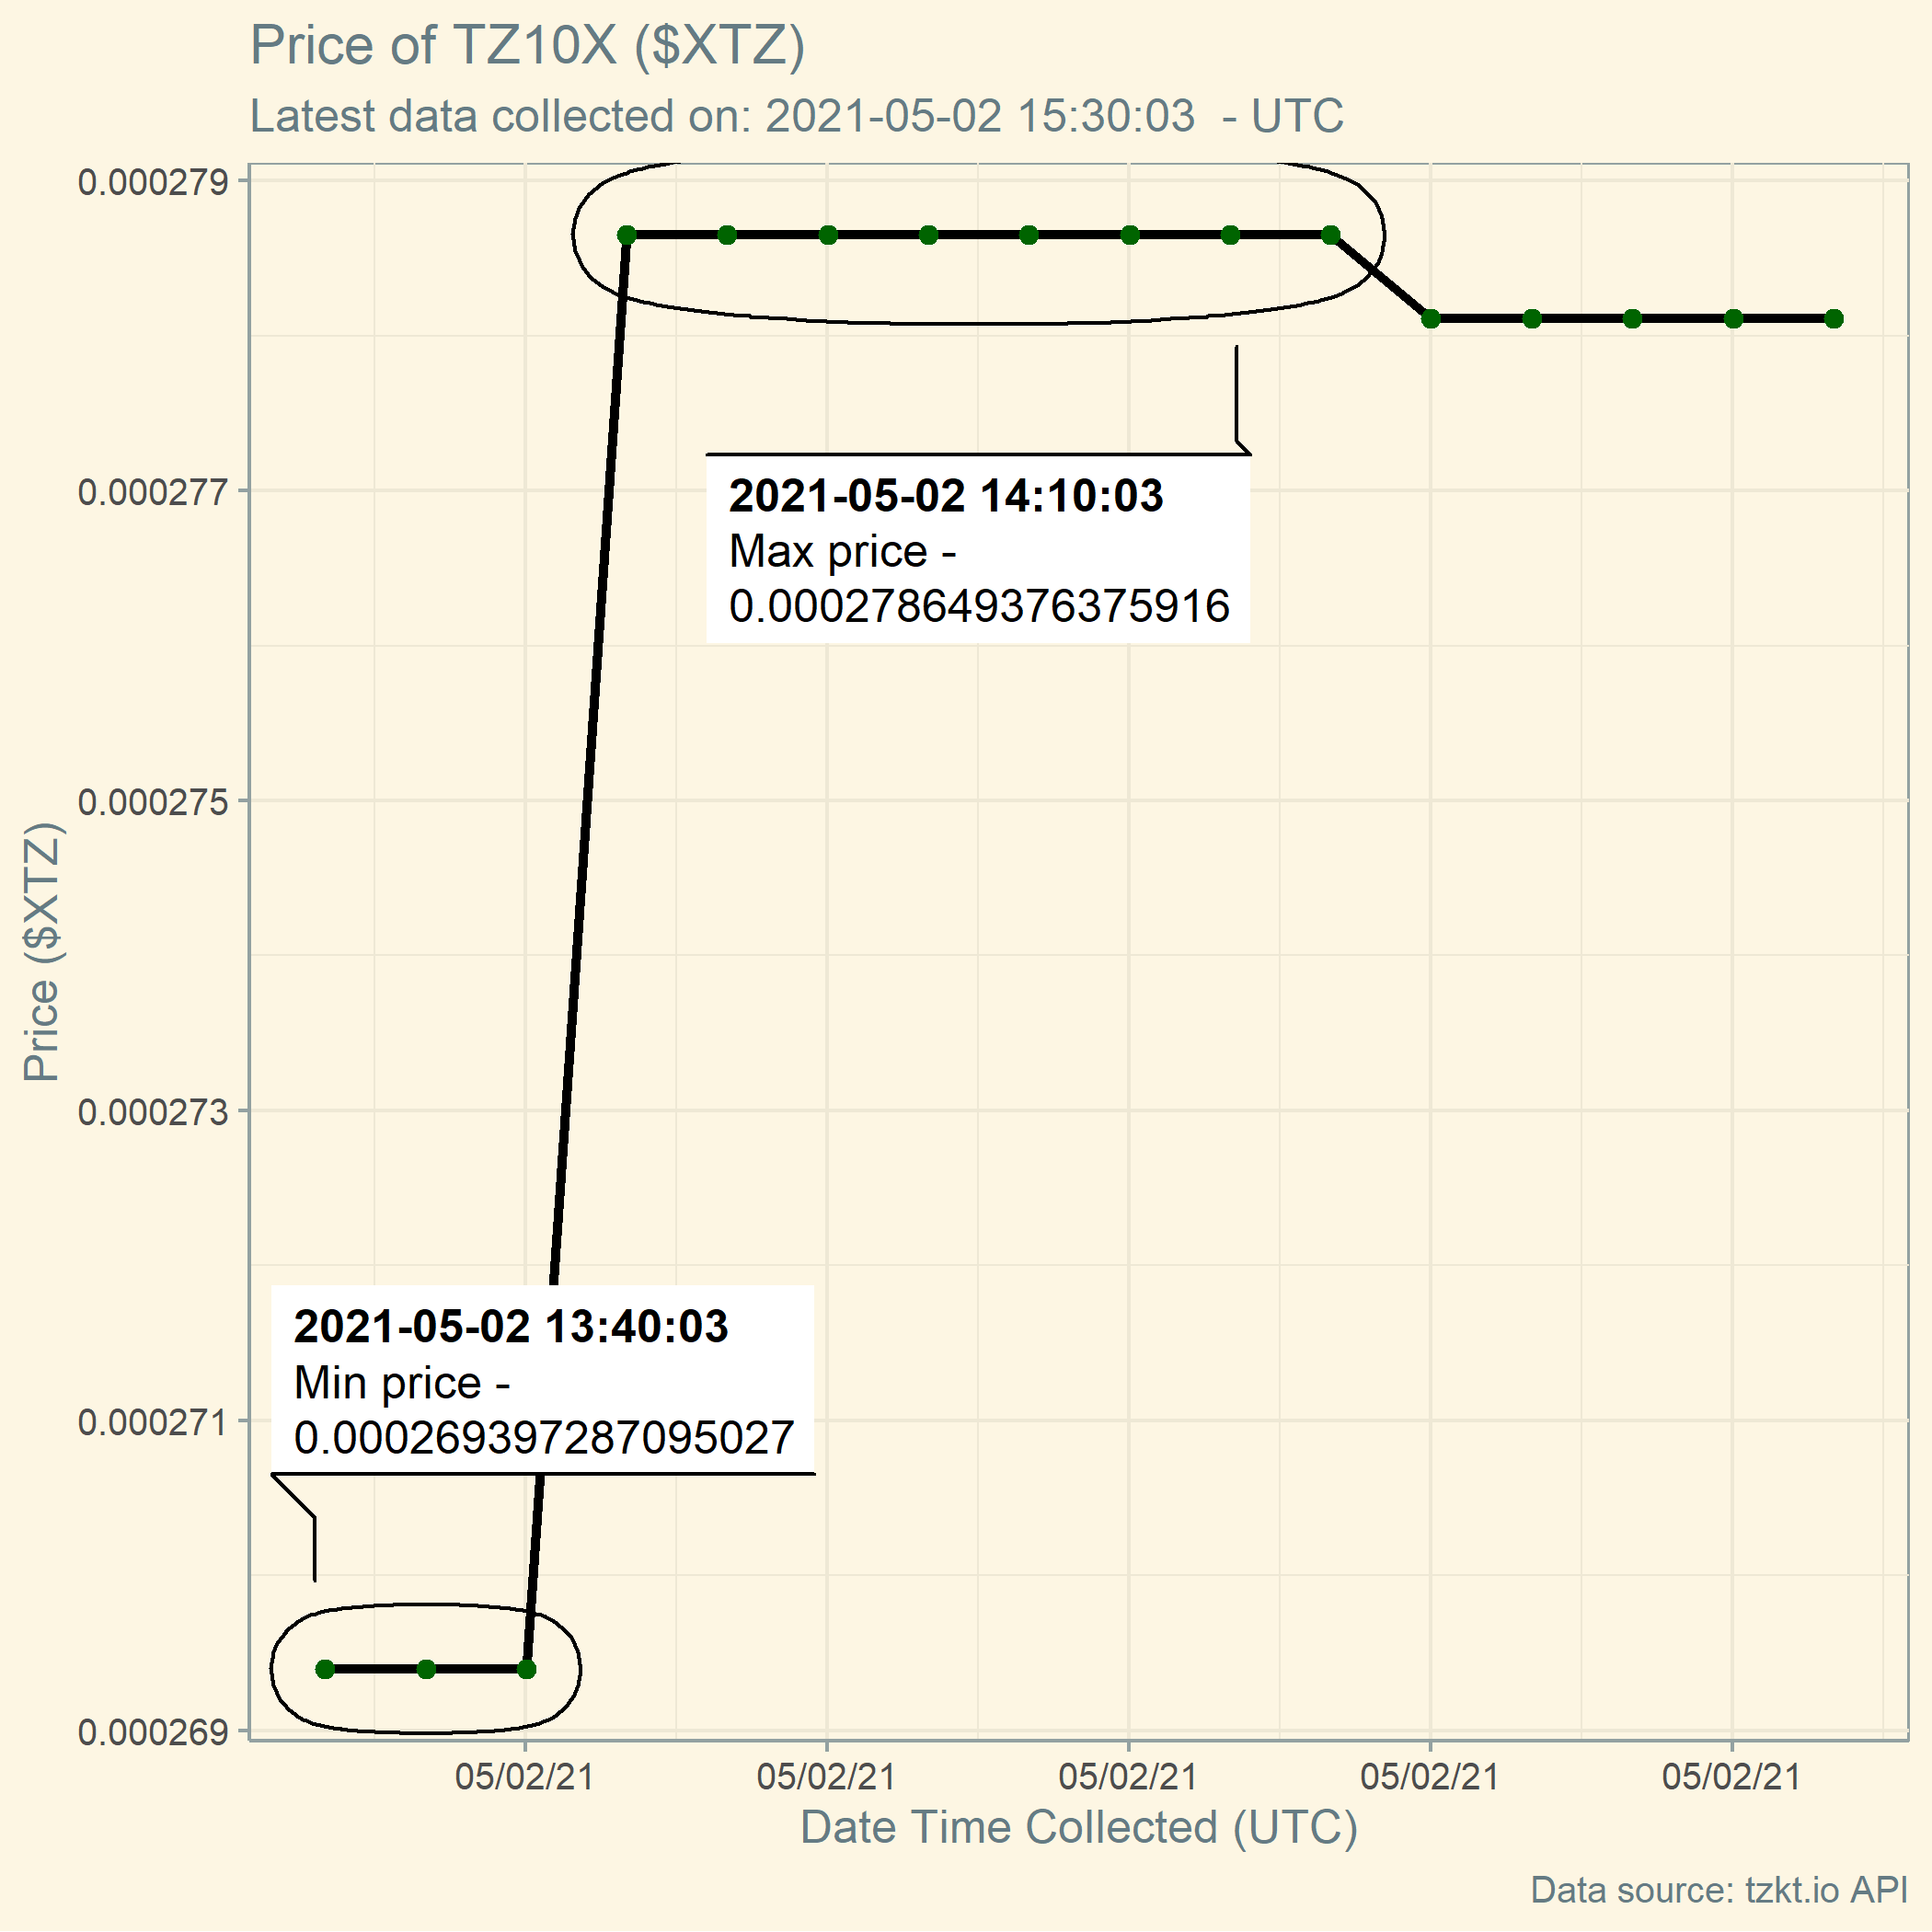 Price of TZ10X ($XTZ)
Latest data collected on: 2021-05-02 15:30:03  - UTC
0.000279
0.000277
0.000275
0.000273
0.000271
0.000269
Price ($XTZ)
2021-05-02 14:10:03
Max price -
0.000278649376375916
2021-05-02 13:40:03
Min price -
0.000269397287095027
05/02/21
05/02/21
05/02/21
05/02/21
05/02/21
Date Time Collected (UTC)
Data source: tzkt.io API